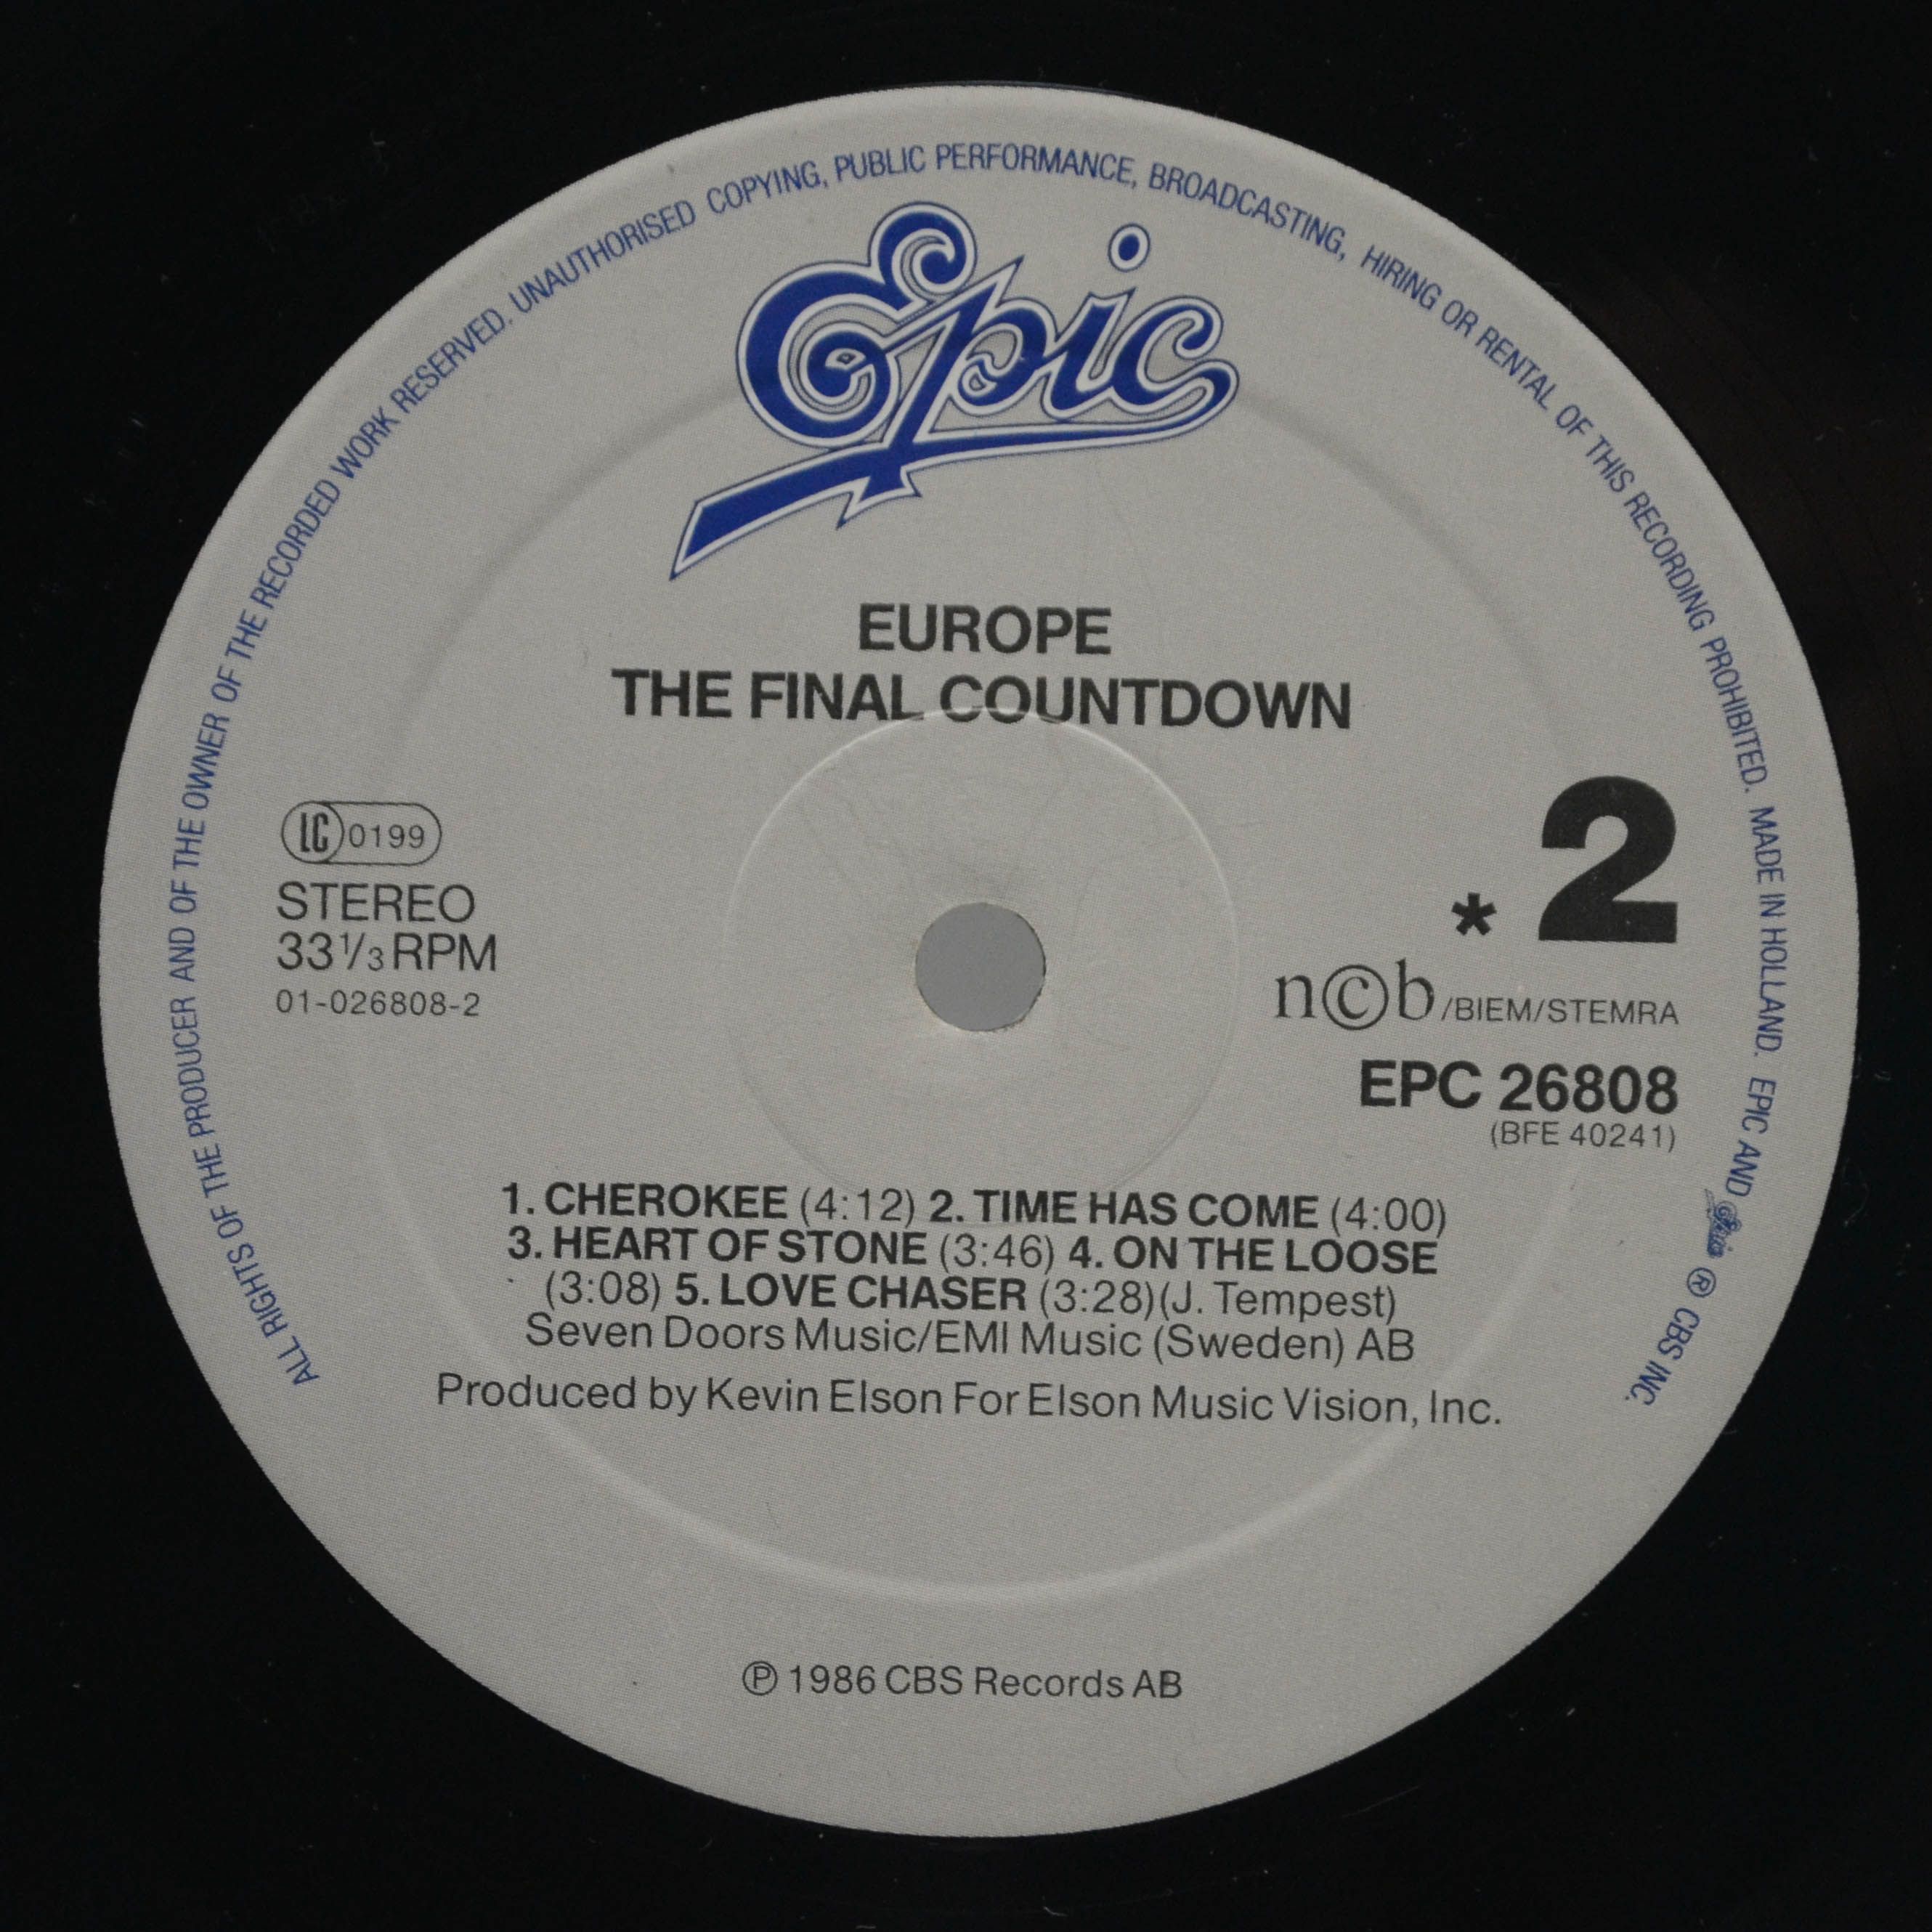 ALL RIGHTS OF THE PRODUCER AND OF THE OWNER OF THE RECORDED WORK RESERVED. UNAUTHORISED COPYING, PUBLIC PERFORMANCE, BROADCASTING, HIRING OR RENTAL OF THIS RECORDING PROHIBITED. MADE IN HOLLAND. EPIC AND Epic ® CBS INC.
Epic
EUROPE
THE FINAL COUNTDOWN
LC 0199
STEREO
33⅓ RPM
01-026808-2
* 2
n©b/BIEM/STEMRA
EPC 26808
(BFE 40241)
1. CHEROKEE (4:12) 2. TIME HAS COME (4:00)
3. HEART OF STONE (3:46) 4. ON THE LOOSE
(3:08) 5. LOVE CHASER (3:28)(J. Tempest)
Seven Doors Music/EMI Music (Sweden) AB
Produced by Kevin Elson For Elson Music Vision, Inc.
℗ 1986 CBS Records AB